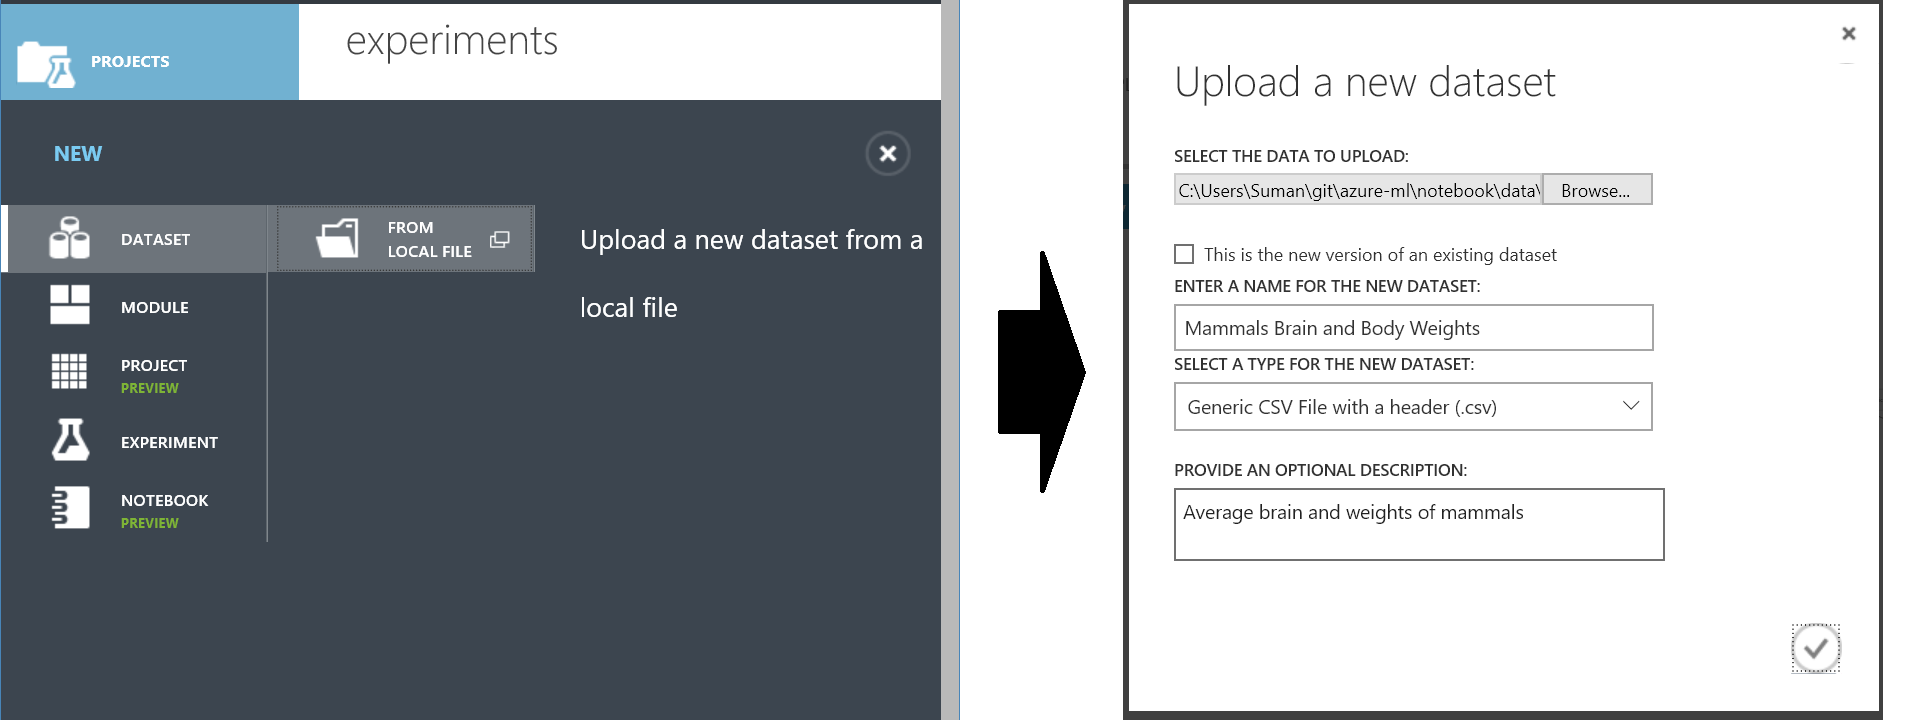 PROJECTS
experiments
NEW
DATASET
FROM
LOCAL FILE
Upload a new dataset from a
local file
MODULE
PROJECT
PREVIEW
EXPERIMENT
NOTEBOOK
PREVIEW
Upload a new dataset
SELECT THE DATA TO UPLOAD:
C:\Users\Suman\git\azure-ml\notebook\data\ Browse...
This is the new version of an existing dataset
ENTER A NAME FOR THE NEW DATASET:
Mammals Brain and Body Weights
SELECT A TYPE FOR THE NEW DATASET:
Generic CSV File with a header (.csv)
PROVIDE AN OPTIONAL DESCRIPTION:
Average brain and weights of mammals